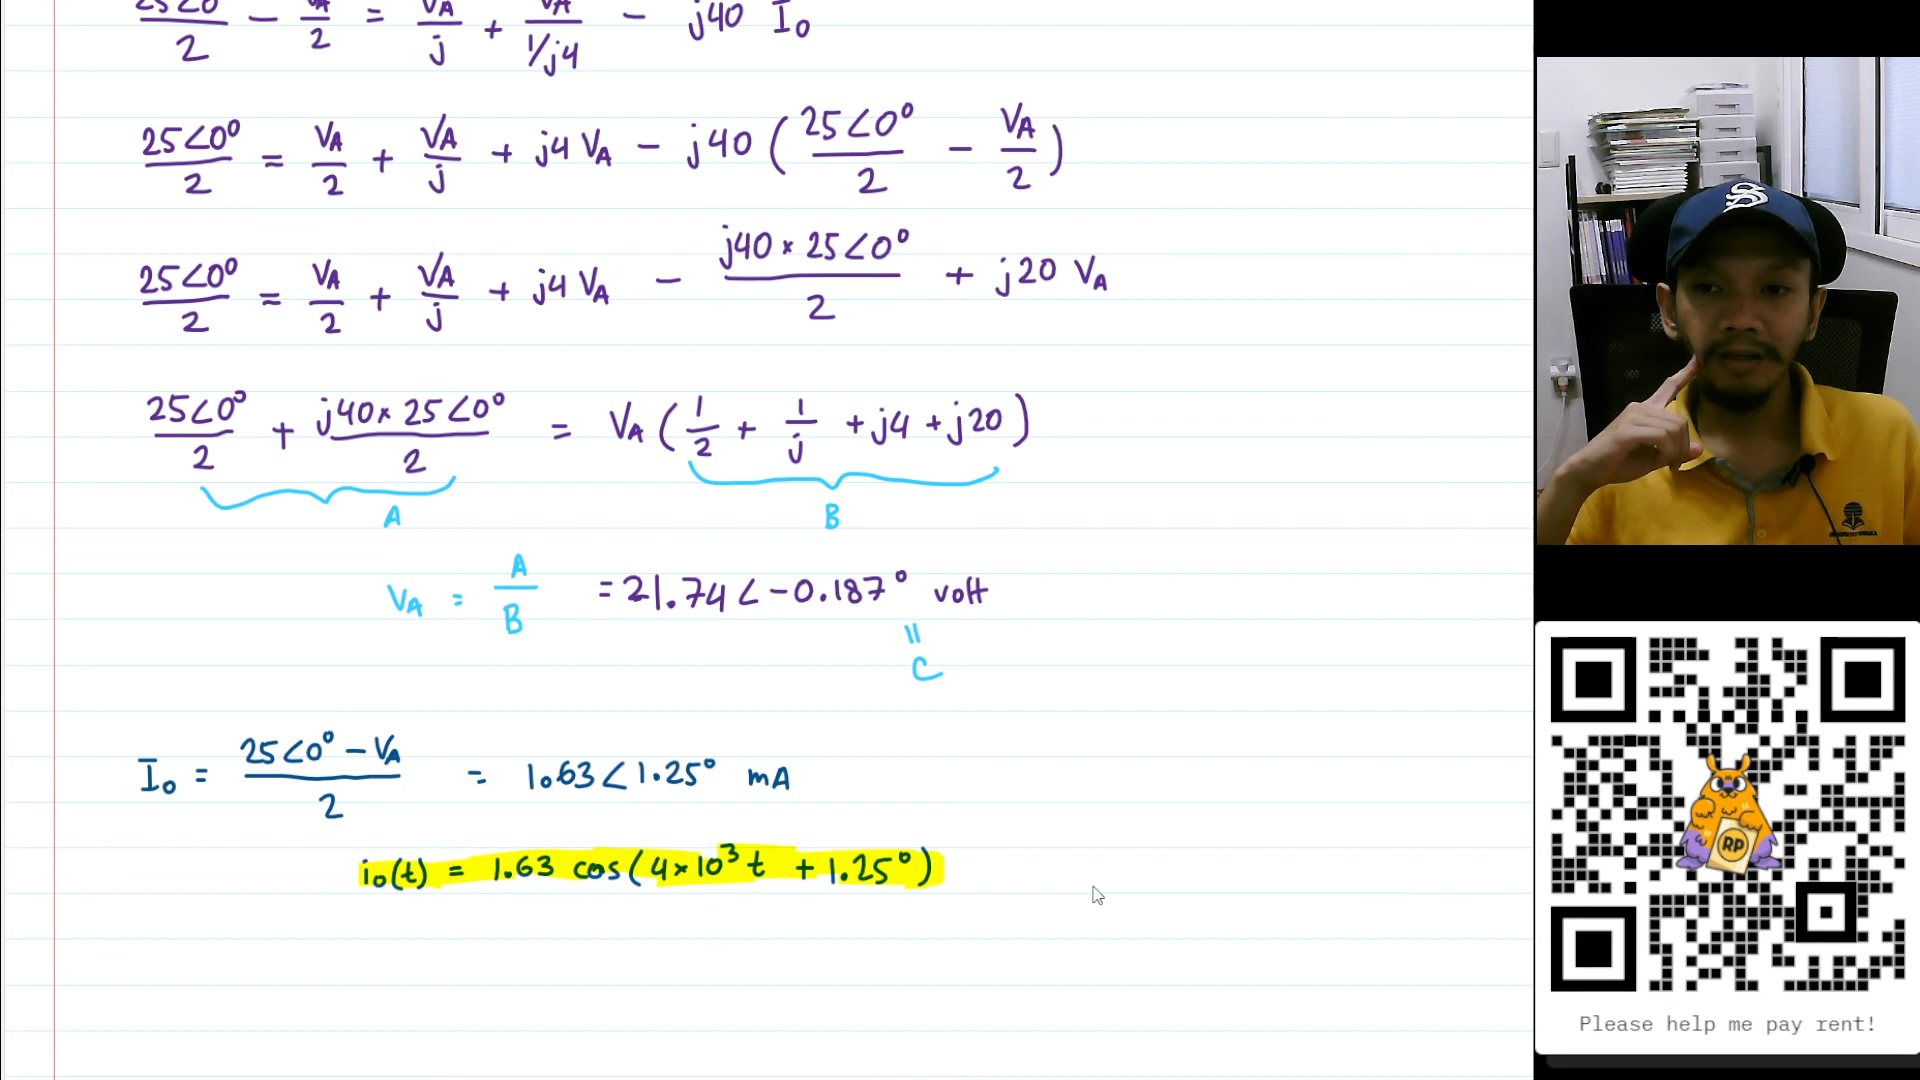 25∠0°/2 − VA/2 = VA/j + VA/(1/j4) − j40 I₀
25∠0°/2 = VA/2 + VA/j + j4 VA − j40 ( 25∠0°/2 − VA/2 )
25∠0°/2 = VA/2 + VA/j + j4 VA − j40 × 25∠0°/2 + j20 VA
25∠0°/2 + j40 × 25∠0°/2 = VA ( 1/2 + 1/j + j4 + j20 )
A B
VA = A/B = 21.74∠−0.187° volt
=
C
I₀ = 25∠0° − VA/2 = 1.63∠1.25° mA
i₀(t) = 1.63 cos(4×10³ t + 1.25°)
S
RP
Please help me pay rent!